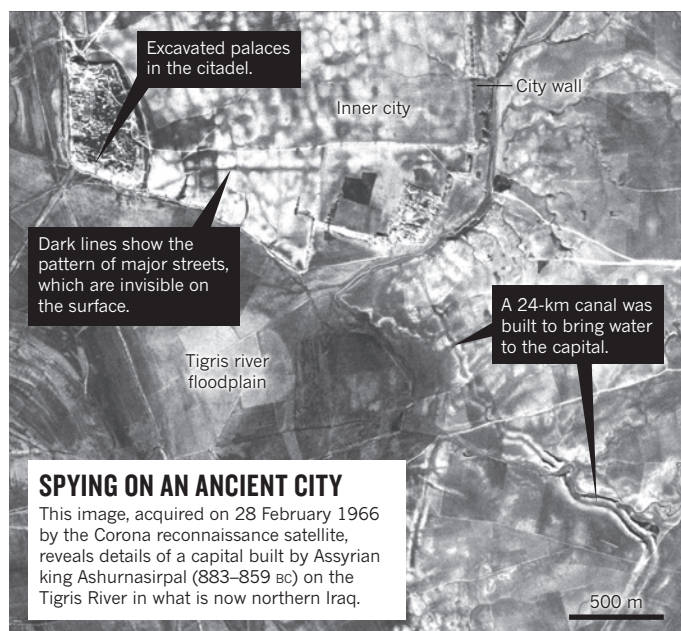 Excavated palaces
in the citadel.
Inner city
City wall
Dark lines show the
pattern of major streets,
which are invisible on
the surface.
A 24-km canal was
built to bring water
to the capital.
Tigris river
floodplain
SPYING ON AN ANCIENT CITY
This image, acquired on 28 February 1966
by the Corona reconnaissance satellite,
reveals details of a capital built by Assyrian
king Ashurnasirpal (883–859 BC) on the
Tigris River in what is now northern Iraq.
500 m